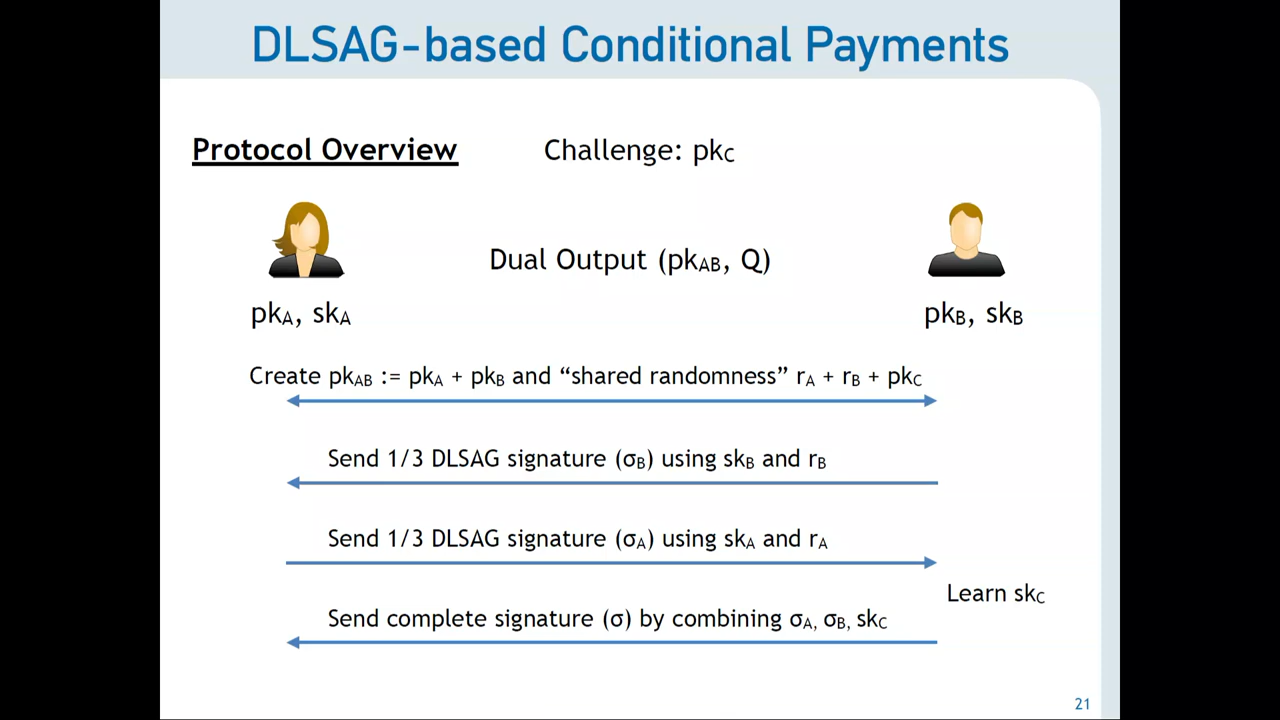 DLSAG-based Conditional Payments
Protocol Overview
Challenge: pkC
Dual Output (pkAB, Q)
pkA, skA
pkB, skB
Create pkAB := pkA + pkB and “shared randomness” rA + rB + pkC
Send 1/3 DLSAG signature (σB) using skB and rB
Send 1/3 DLSAG signature (σA) using skA and rA
Learn skC
Send complete signature (σ) by combining σA, σB, skC
21